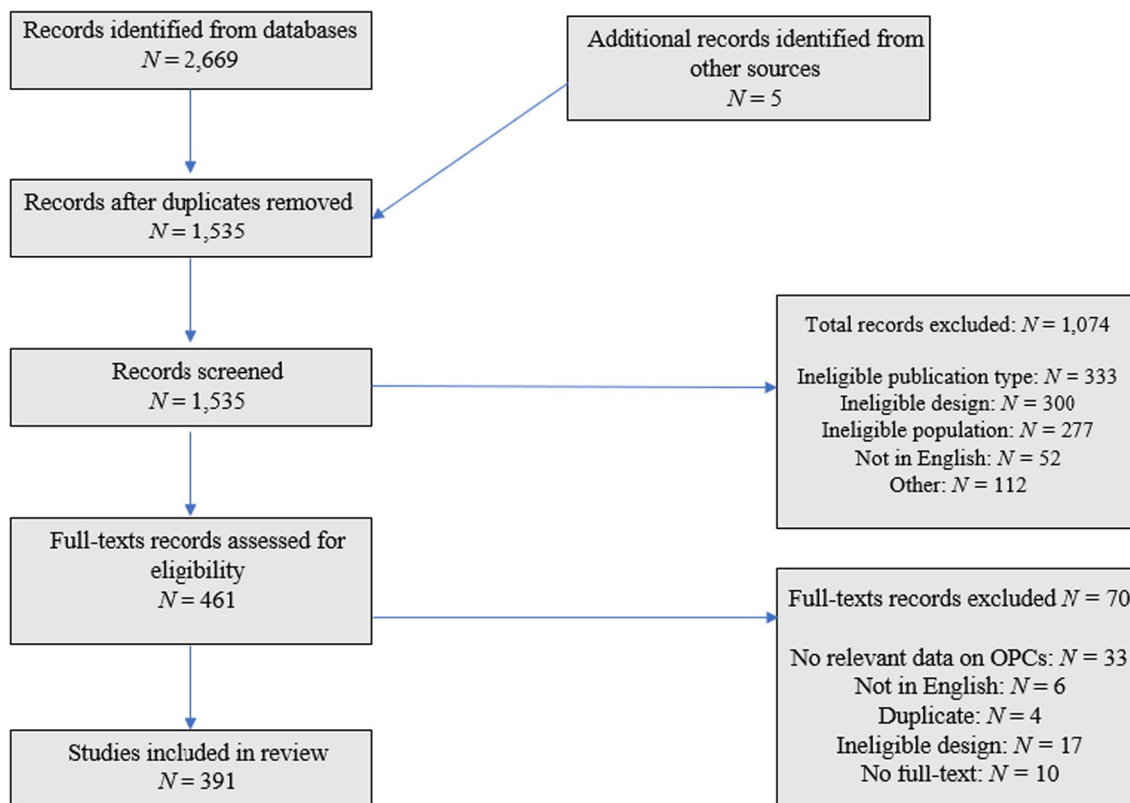 Records identified from databases
N = 2,669
Additional records identified from
other sources
N = 5
Records after duplicates removed
N = 1,535
Records screened
N = 1,535
Total records excluded: N = 1,074
Ineligible publication type: N = 333
Ineligible design: N = 300
Ineligible population: N = 277
Not in English: N = 52
Other: N = 112
Full-texts records assessed for
eligibility
N = 461
Full-texts records excluded N = 70
No relevant data on OPCs: N = 33
Not in English: N = 6
Duplicate: N = 4
Ineligible design: N = 17
No full-text: N = 10
Studies included in review
N = 391